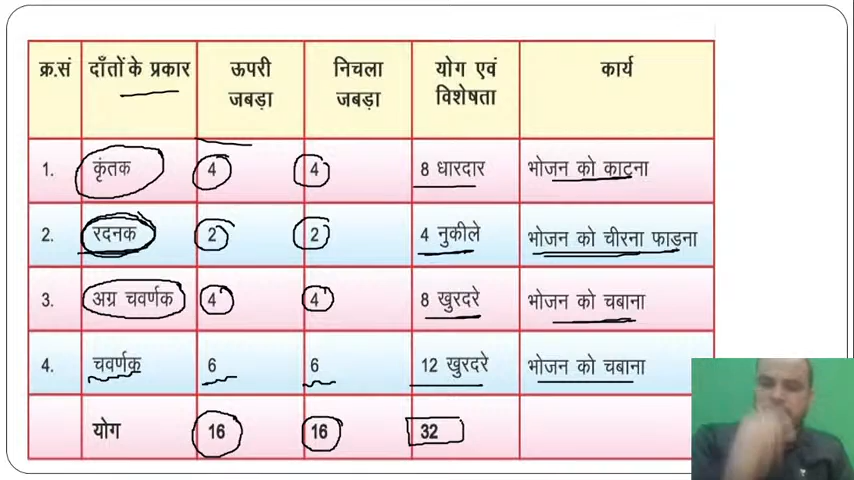 क्र.सं दाँतों के प्रकार ऊपरी जबड़ा निचला जबड़ा योग एवं विशेषता कार्य
1. कृंतक 4 4 8 धारदार भोजन को काटना
2. रदनक 2 2 4 नुकीले भोजन को चीरना फाडना
3. अग्र चवर्णक 4 4 8 खुरदरे भोजन को चबाना
4. चवर्णक 6 6 12 खुरदरे भोजन को चबाना
योग 16 16 32